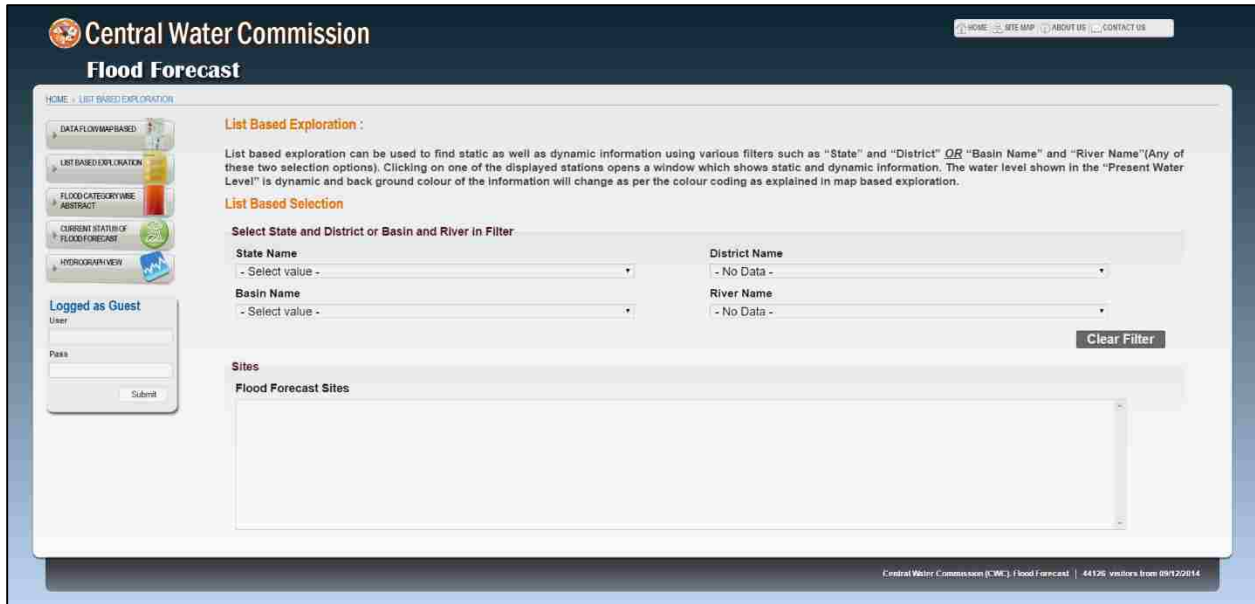 Central Water Commission
Flood Forecast
HOME SITE MAP ABOUT US CONTACT US
HOME » LIST BASED EXPLORATION
DATA FLOW MAP BASED
LIST BASED EXPLORATION
FLOOD CATEGORY WISE
ABSTRACT
CURRENT STATUS OF
FLOOD FORECAST
HYDROGRAPH VIEW
Logged as Guest
User
Pass
Submit
List Based Exploration :
List based exploration can be used to find static as well as dynamic information using various filters such as “State” and “District” OR “Basin Name” and “River Name”(Any of
these two selection options). Clicking on one of the displayed stations opens a window which shows static and dynamic information. The water level shown in the “Present Water
Level” is dynamic and back ground colour of the information will change as per the colour coding as explained in map based exploration.
List Based Selection
Select State and District or Basin and River in Filter
State Name
District Name
- Select value -
- No Data -
Basin Name
River Name
- Select value -
- No Data -
Clear Filter
Sites
Flood Forecast Sites
Central Water Commission (CWC). Flood Forecast | 44126 visitors from 09/12/2014